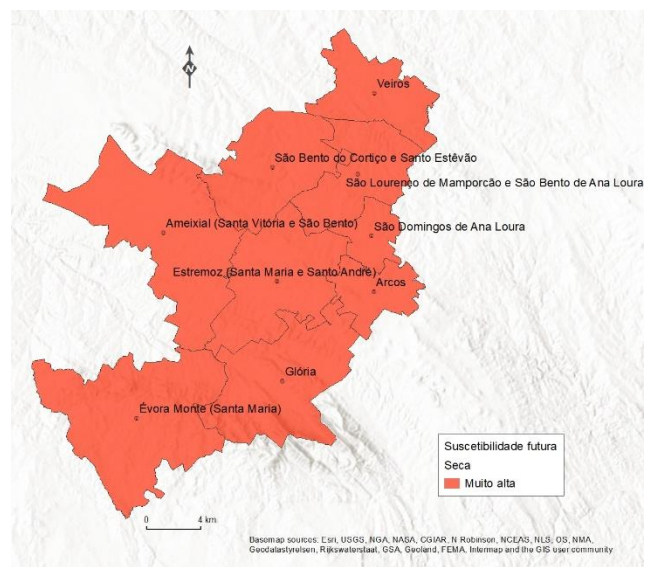 N
Veiros
São Bento do Cortiço e Santo Estêvão
São Lourenço de Mamporcão e São Bento de Ana Loura
Ameixial (Santa Vitória e São Bento)
São Domingos de Ana Loura
Estremoz (Santa Maria e Santo André)
Arcos
Glória
Évora Monte (Santa Maria)
Suscetibilidade futura
Seca
Muito alta
0 4 km
Basemap sources: Esri, USGS, NGA, NASA, CGIAR, N Robinson, NCEAS, NLS, OS, NMA,
Geodatastyrelsen, Rijkswaterstaat, GSA, Geoland, FEMA, Intermap and the GIS user community